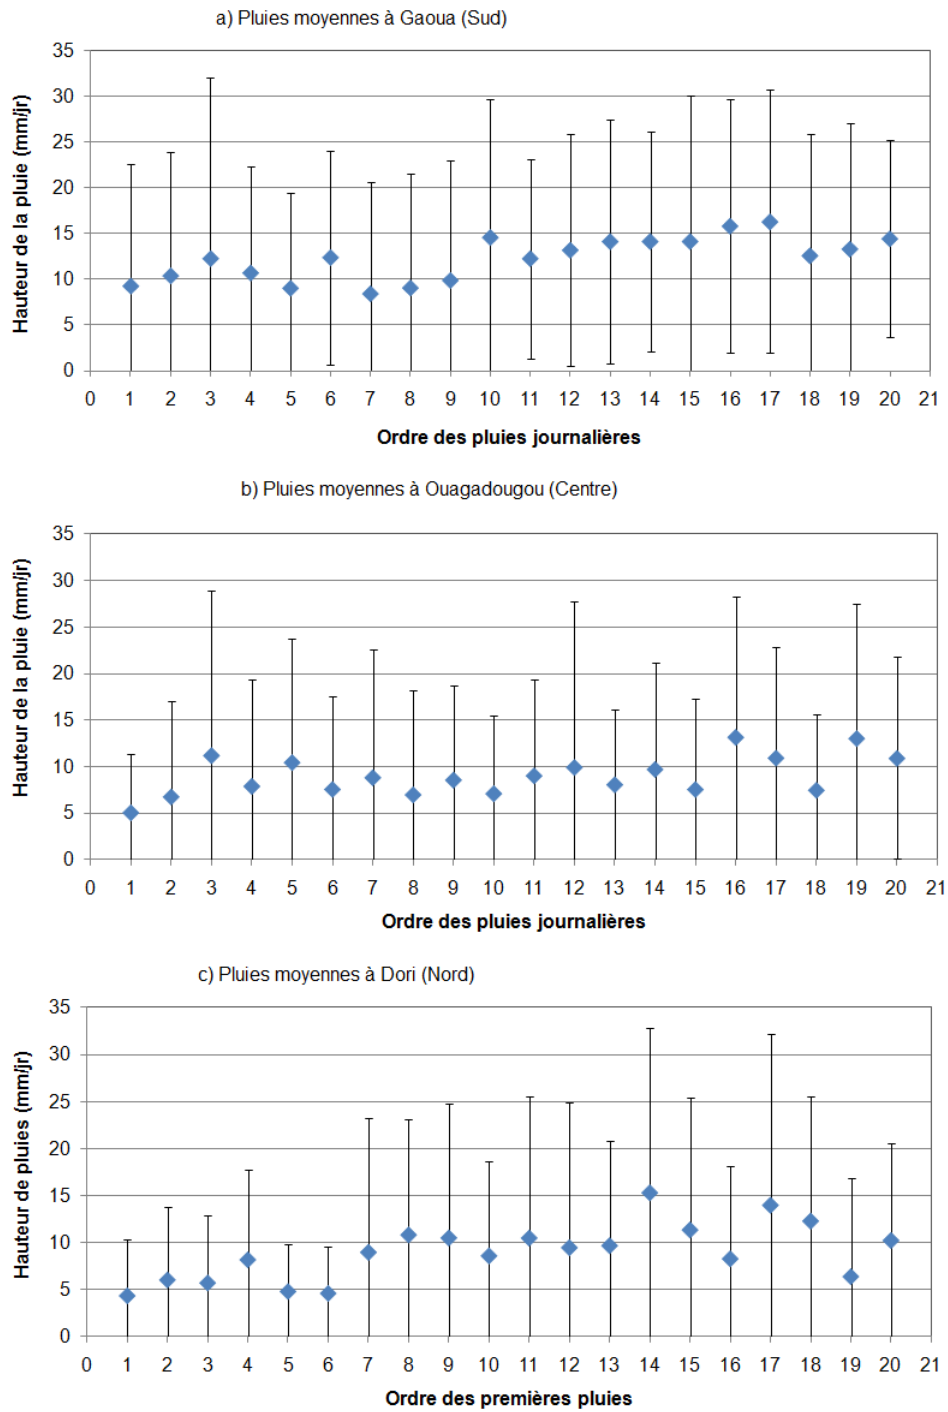 a) Pluies moyennes à Gaoua (Sud)
35
30
25
20
15
10
5
0
0 1 2 3 4 5 6 7 8 9 10 11 12 13 14 15 16 17 18 19 20 21
Hauteur de la pluie (mm/jr)
Ordre des pluies journalières
b) Pluies moyennes à Ouagadougou (Centre)
35
30
25
20
15
10
5
0
0 1 2 3 4 5 6 7 8 9 10 11 12 13 14 15 16 17 18 19 20 21
Hauteur de la pluie (mm/jr)
Ordre des pluies journalières
c) Pluies moyennes à Dori (Nord)
35
30
25
20
15
10
5
0
0 1 2 3 4 5 6 7 8 9 10 11 12 13 14 15 16 17 18 19 20 21
Hauteur de pluies (mm/jr)
Ordre des premières pluies